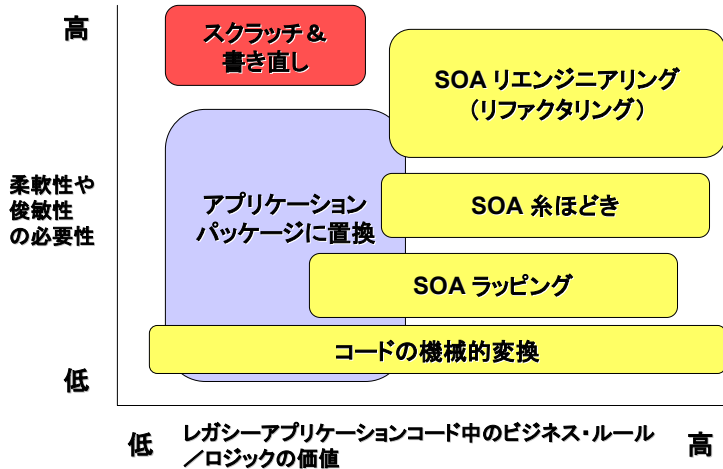 高
スクラッチ &
書き直し
SOA リエンジニアリング
（リファクタリング）
柔軟性や
俊敏性
の必要性
アプリケーション
パッケージに置換
SOA 糸ほどき
SOA ラッピング
コードの機械的変換
低
低
レガシーアプリケーションコード中のビジネス・ルール
／ロジックの価値
高